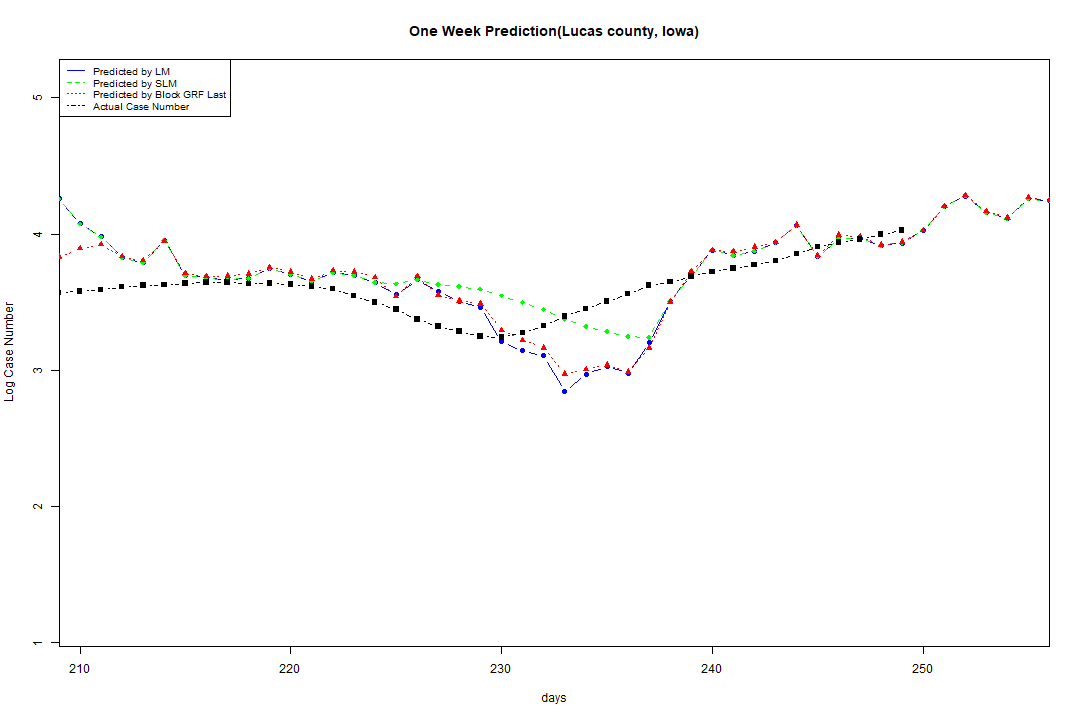 One Week Prediction(Lucas county, Iowa)
Predicted by LM
Predicted by SLM
Predicted by Block GRF Last
Actual Case Number
5
4
3
2
1
Log Case Number
210 220 230 240 250
days